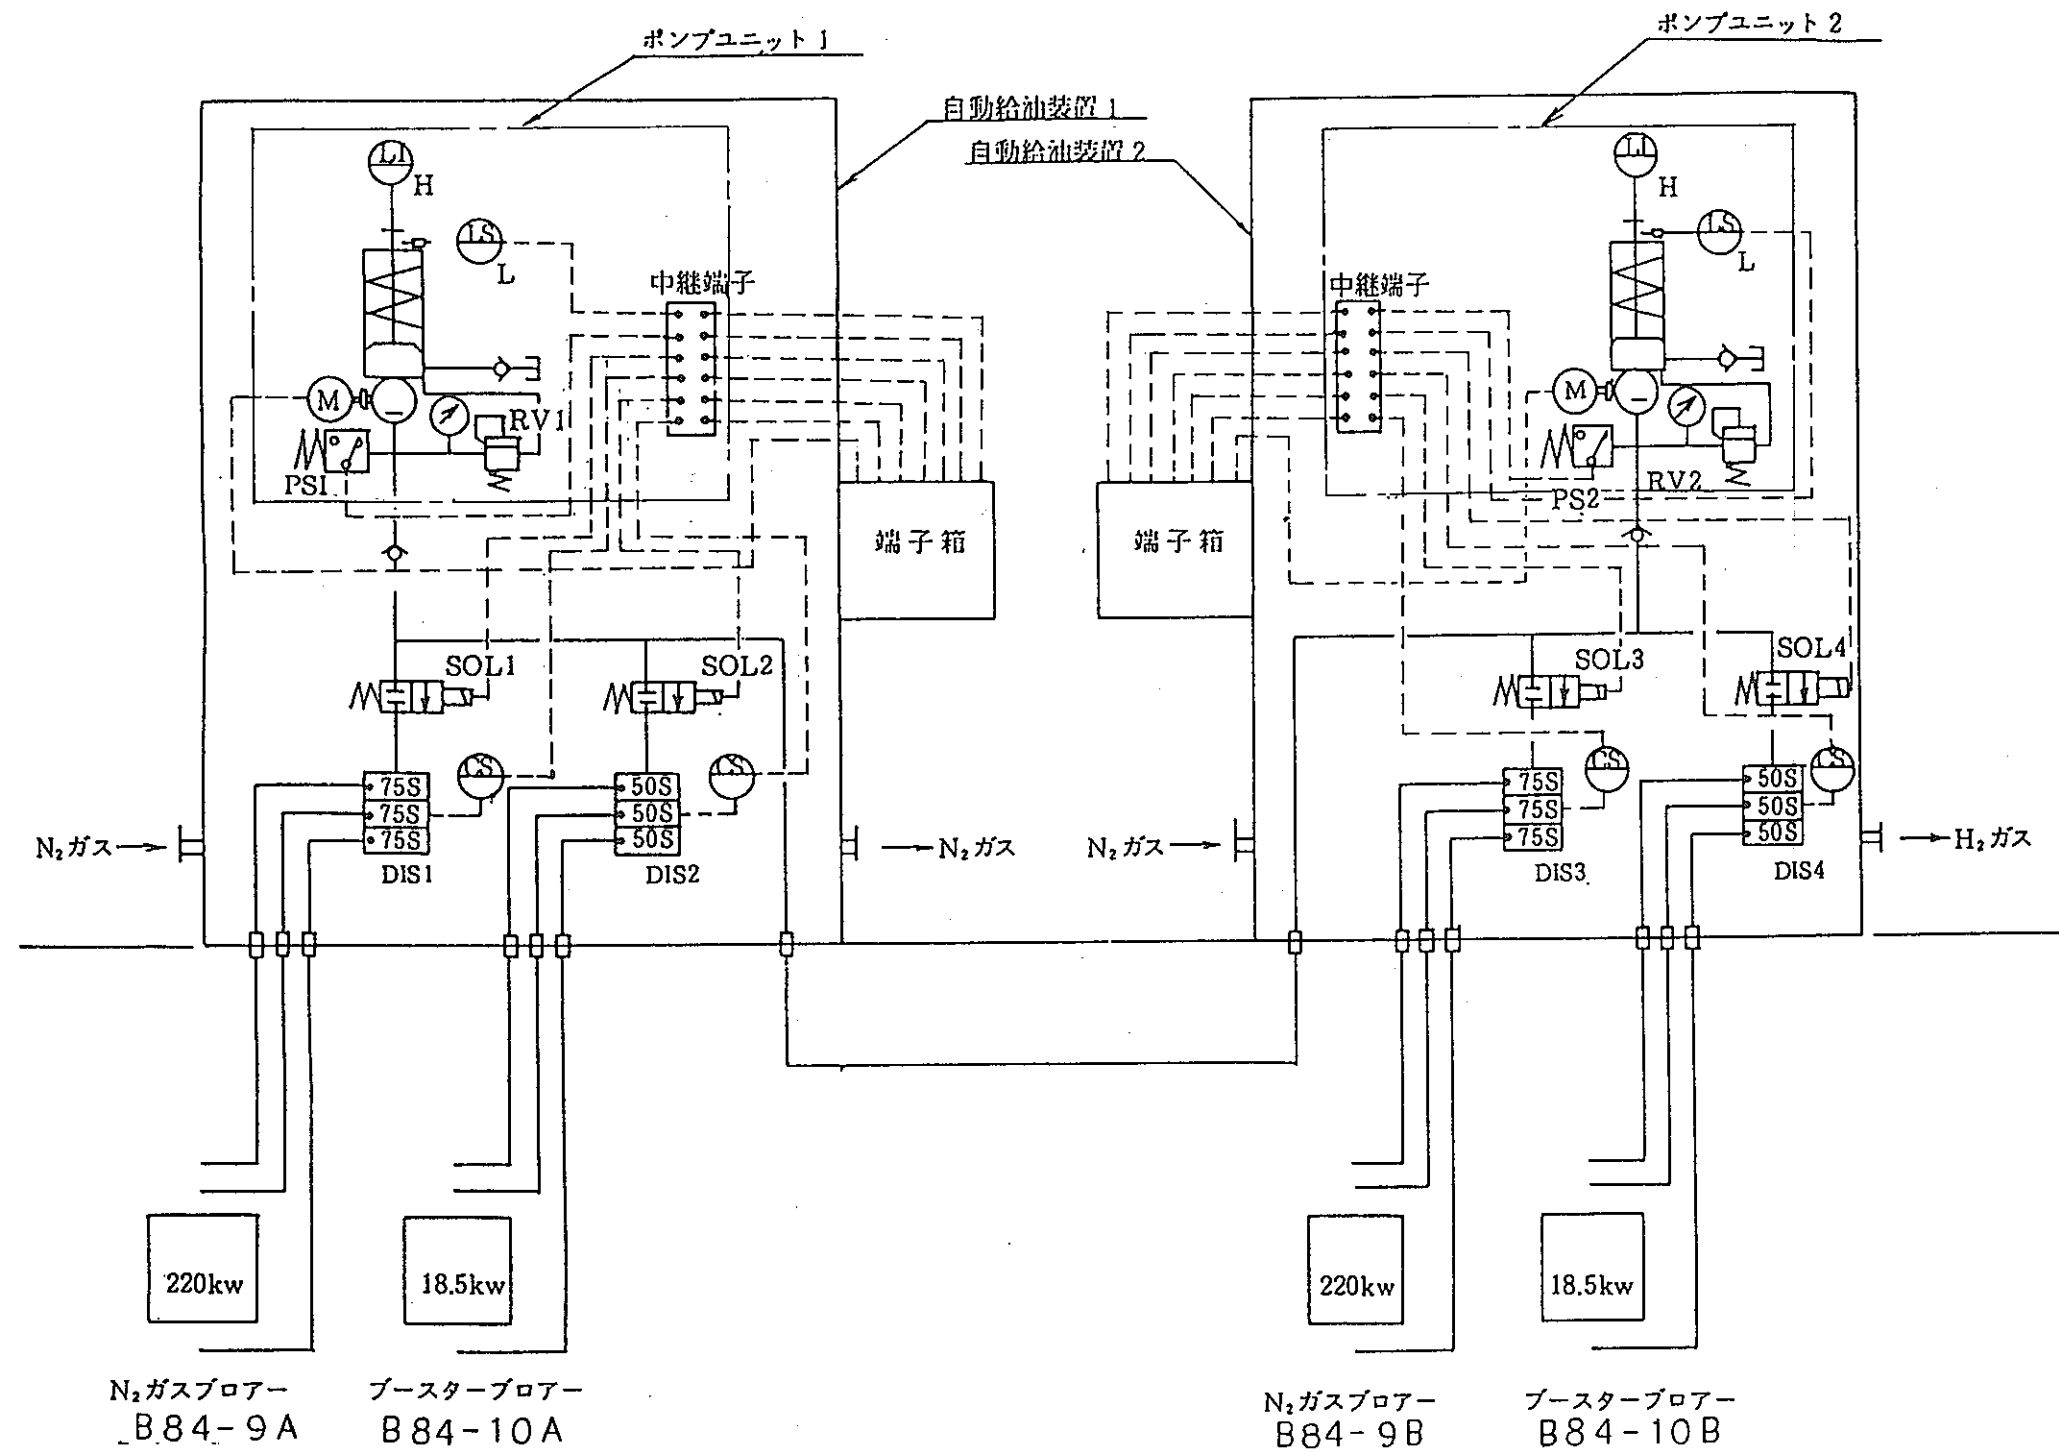 ポンプユニット1
ポンプユニット2
自動給油装置1
自動給油装置2
LI
H
LS
L
中継端子
M
RV1
PS1
端子箱
SOL1
SOL2
CS
CS
75S
75S
75S
DIS1
50S
50S
50S
DIS2
N₂ガス
N₂ガス
LI
H
LS
L
中継端子
M
RV2
PS2
端子箱
SOL3
SOL4
CS
CS
75S
75S
75S
DIS3
50S
50S
50S
DIS4
N₂ガス
H₂ガス
220kw
18.5kw
220kw
18.5kw
N₂ガスブロアー
B84-9A
ブースターブロアー
B84-10A
N₂ガスブロアー
B84-9B
ブースターブロアー
B84-10B